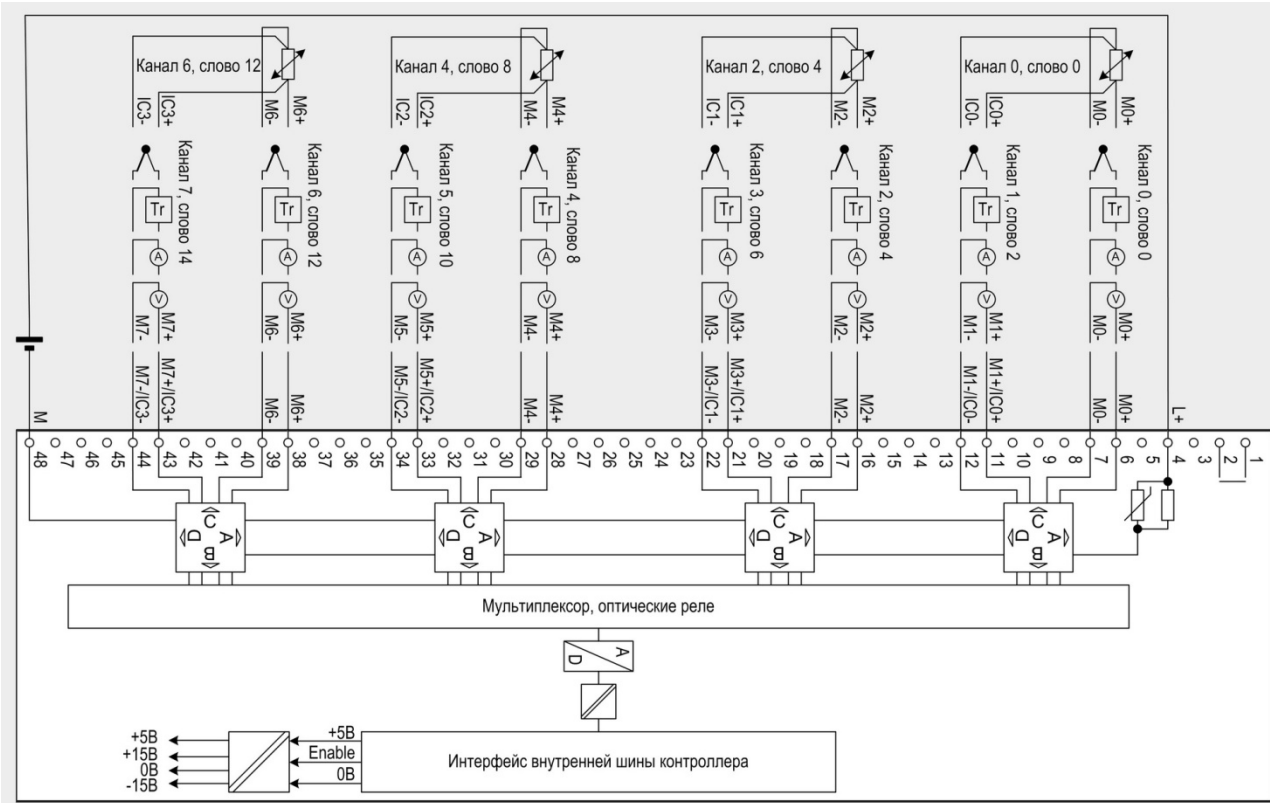 Канал 6, слово 12
Канал 4, слово 8
Канал 2, слово 4
Канал 0, слово 0
IC3-
IC3+
M6-
M6+
IC2-
IC2+
M4-
M4+
IC1-
IC1+
M2-
M2+
IC0-
IC0+
M0-
M0+
Канал 7, слово 14
Канал 6, слово 12
Канал 5, слово 10
Канал 4, слово 8
Канал 3, слово 6
Канал 2, слово 4
Канал 1, слово 2
Канал 0, слово 0
Tr
Tr
Tr
Tr
Tr
Tr
Tr
Tr
A
A
A
A
A
A
A
A
V
V
V
V
V
V
V
V
M7-
M7+
M6-
M6+
M5-
M5+
M4-
M4+
M3-
M3+
M2-
M2+
M1-
M1+
M0-
M0+
M
M7-/IC3-
M7+/IC3+
M6-
M6+
M5-/IC2-
M5+/IC2+
M4-
M4+
M3-/IC1-
M3+/IC1+
M2-
M2+
M1-/IC0-
M1+/IC0+
M0-
M0+
L+
48 47 46 45 44 43 42 41 40 39 38 37 36 35 34 33 32 31 30 29 28 27 26 25 24 23 22 21 20 19 18 17 16 15 14 13 12 11 10 9 8 7 6 5 4 3 2 1
C A
D B
C A
D B
C A
D B
C A
D B
Мультиплексор, оптические реле
A
D
+5В
+15В
0В
-15В
+5В
Enable
0В
Интерфейс внутренней шины контроллера